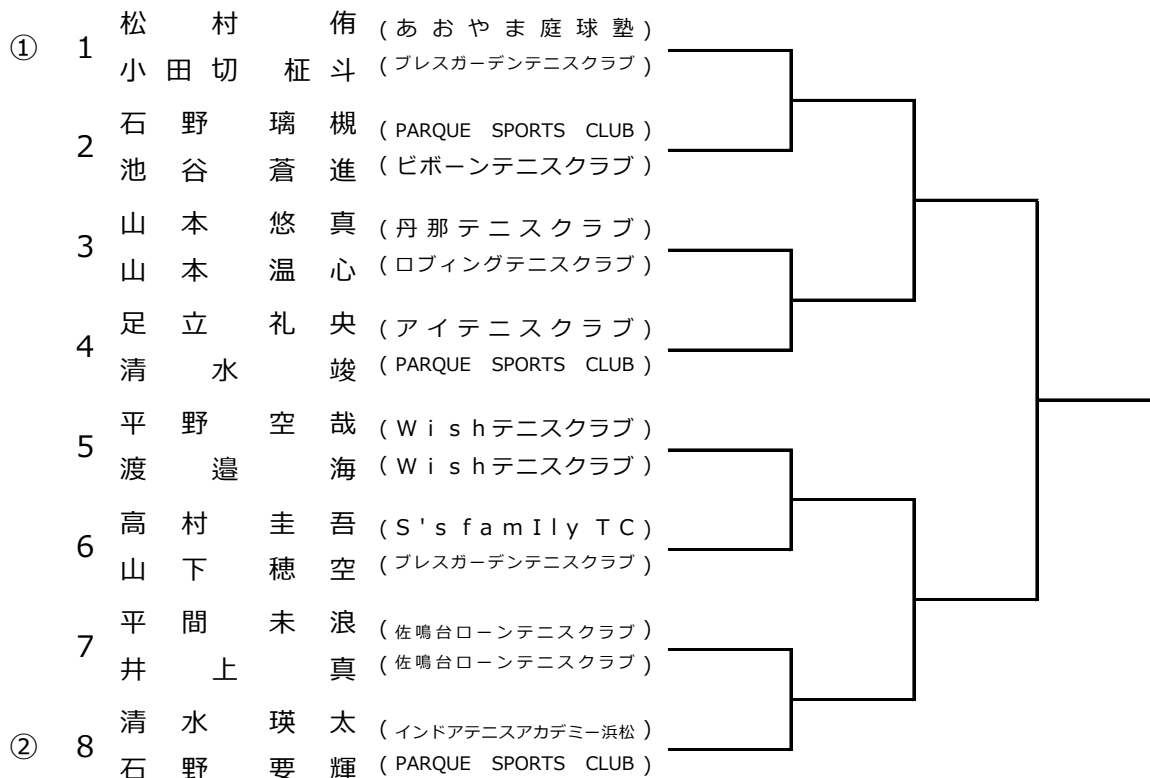 ① 1
松村 侑 (あおやま庭球塾)
小田切 柾斗 (ブレスガーデンテニスクラブ)
2
石野 璃槻 (PARQUE SPORTS CLUB)
池谷 蒼進 (ビボーンテニスクラブ)
3
山本 悠真 (丹那テニスクラブ)
山本 温心 (ロブィングテニスクラブ)
4
足立 礼央 (アイテニスクラブ)
清水 竣 (PARQUE SPORTS CLUB)
5
平野 空哉 (Wishテニスクラブ)
渡邉 海 (Wishテニスクラブ)
6
高村 圭吾 (S's famIly TC)
山下 穂空 (ブレスガーデンテニスクラブ)
7
平間 未浪 (佐鳴台ローンテニスクラブ)
井上 真 (佐鳴台ローンテニスクラブ)
② 8
清水 瑛太 (インドアテニスアカデミー浜松)
石野 要輝 (PARQUE SPORTS CLUB)